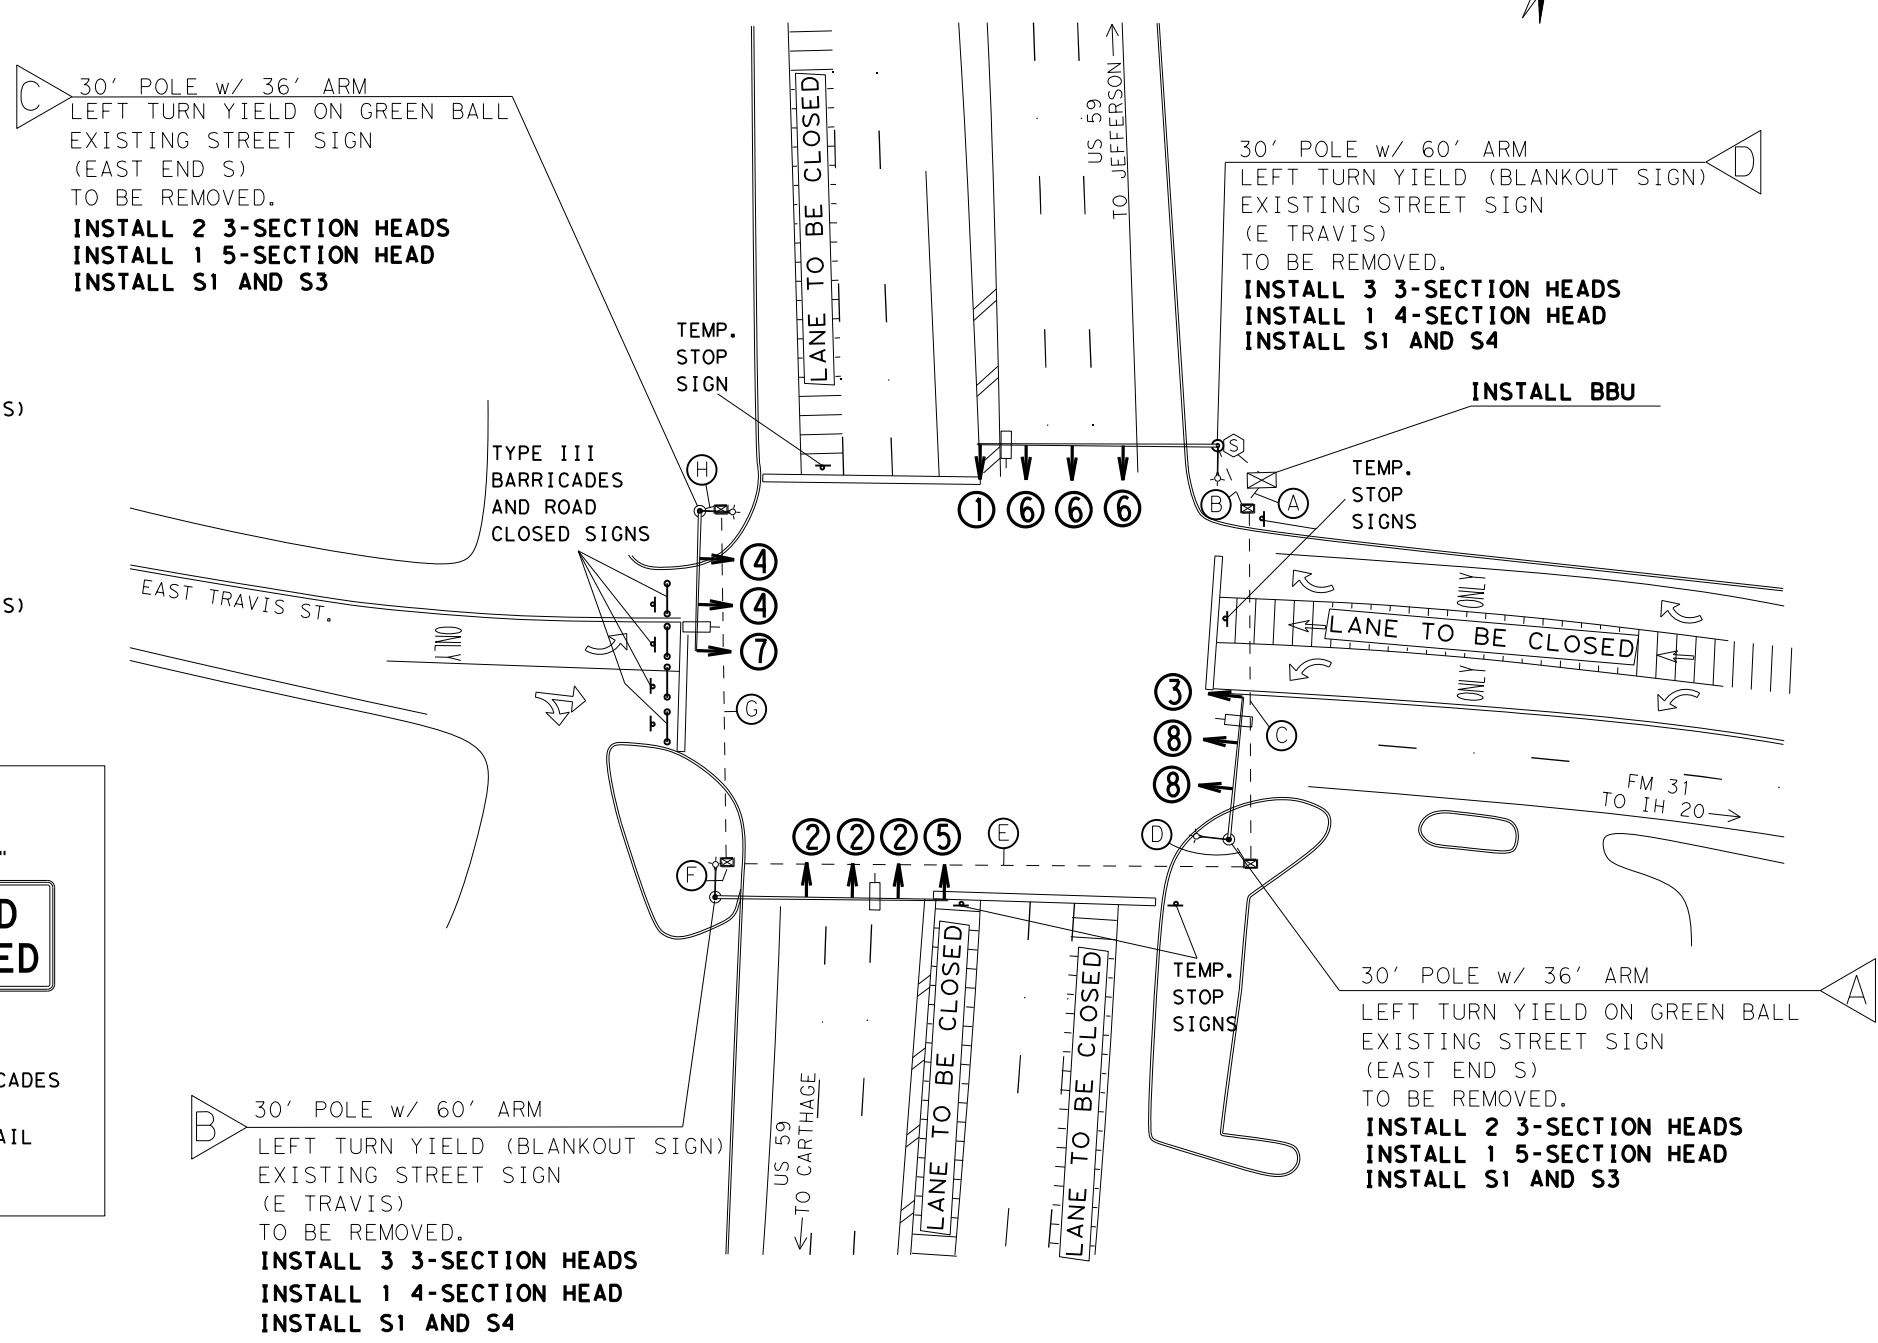 C
30' POLE w/ 36' ARM
LEFT TURN YIELD ON GREEN BALL
EXISTING STREET SIGN
(EAST END S)
TO BE REMOVED.
INSTALL 2 3-SECTION HEADS
INSTALL 1 5-SECTION HEAD
INSTALL S1 AND S3
LANE TO BE CLOSED
US 59
TO JEFFERSON
D
30' POLE w/ 60' ARM
LEFT TURN YIELD (BLANKOUT SIGN)
EXISTING STREET SIGN
(E TRAVIS)
TO BE REMOVED.
INSTALL 3 3-SECTION HEADS
INSTALL 1 4-SECTION HEAD
INSTALL S1 AND S4
INSTALL BBU
TEMP.
STOP
SIGN
S)
TYPE III
BARRICADES
AND ROAD
CLOSED SIGNS
H
S
B
A
TEMP.
STOP
SIGNS
1
6
6
6
4
4
7
EAST TRAVIS ST.
ONLY
S)
ONLY
LANE TO BE CLOSED
ONLY
G
3
8
8
C
FM 31
TO IH 20
2
2
2
5
E
D
F
"
D
ED
LANE TO BE CLOSED
LANE TO BE CLOSED
TEMP.
STOP
SIGNS
A
30' POLE w/ 36' ARM
LEFT TURN YIELD ON GREEN BALL
EXISTING STREET SIGN
(EAST END S)
TO BE REMOVED.
INSTALL 2 3-SECTION HEADS
INSTALL 1 5-SECTION HEAD
INSTALL S1 AND S3
CADES
AIL
B
30' POLE w/ 60' ARM
LEFT TURN YIELD (BLANKOUT SIGN)
EXISTING STREET SIGN
(E TRAVIS)
TO BE REMOVED.
INSTALL 3 3-SECTION HEADS
INSTALL 1 4-SECTION HEAD
INSTALL S1 AND S4
US 59
TO CARTHAGE